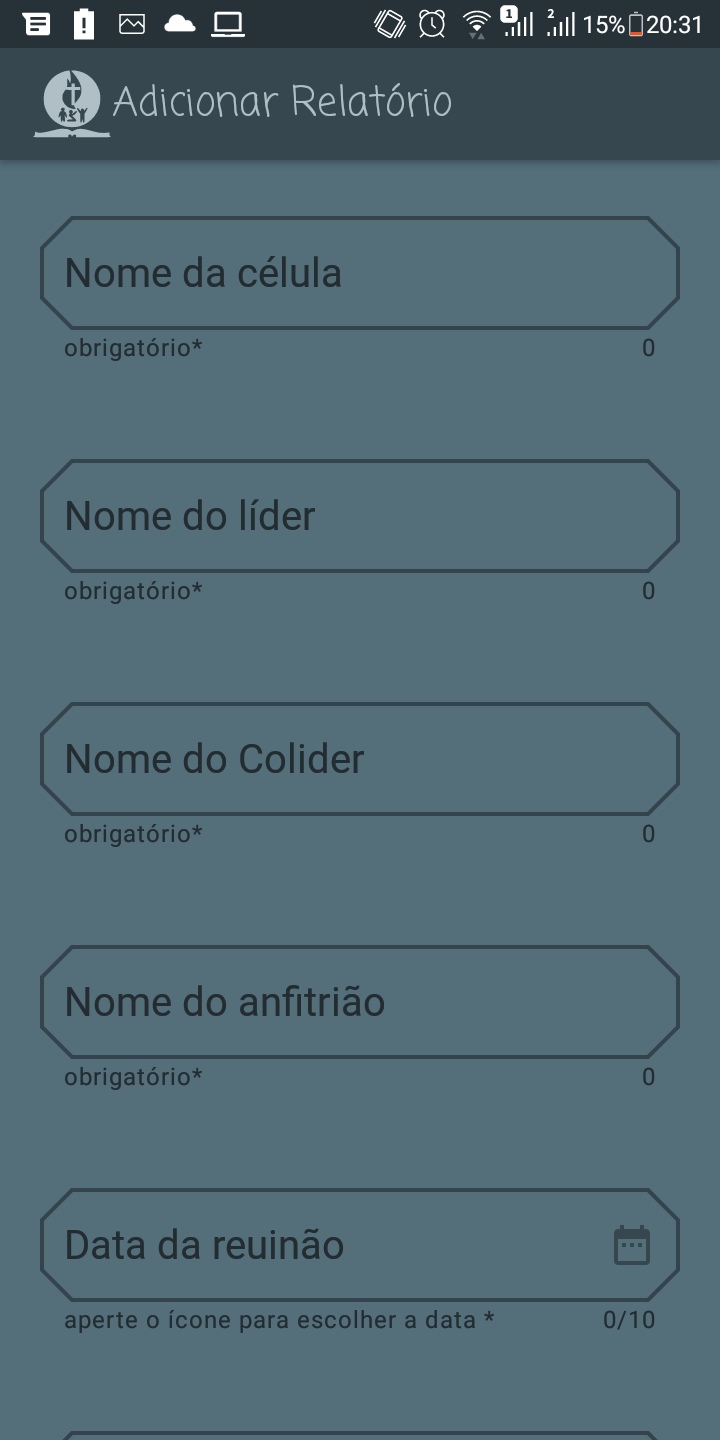 1 2 15% 20:31
Adicionar Relatório
Nome da célula
obrigatório* 0
Nome do líder
obrigatório* 0
Nome do Colider
obrigatório* 0
Nome do anfitrião
obrigatório* 0
Data da reuinão
aperte o ícone para escolher a data * 0/10